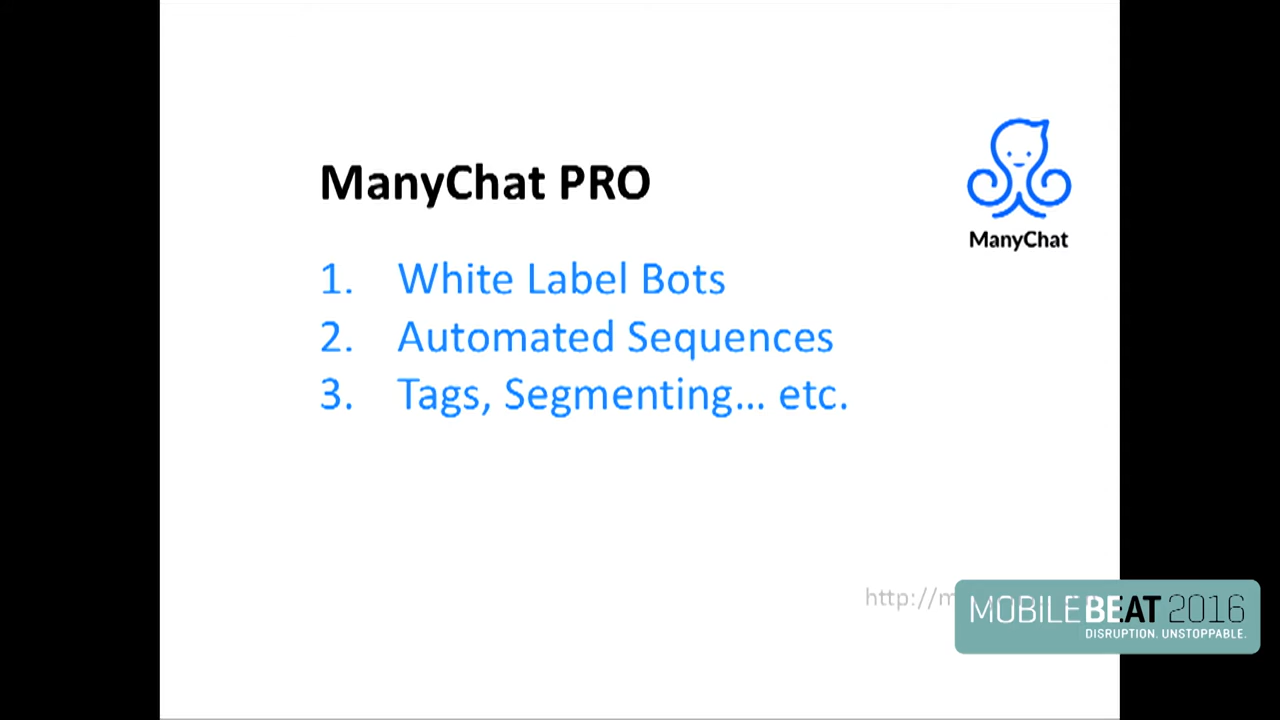 ManyChat PRO
ManyChat
1. White Label Bots
2. Automated Sequences
3. Tags, Segmenting... etc.
http://m
MOBILEBEAT 2016
DISRUPTION. UNSTOPPABLE.